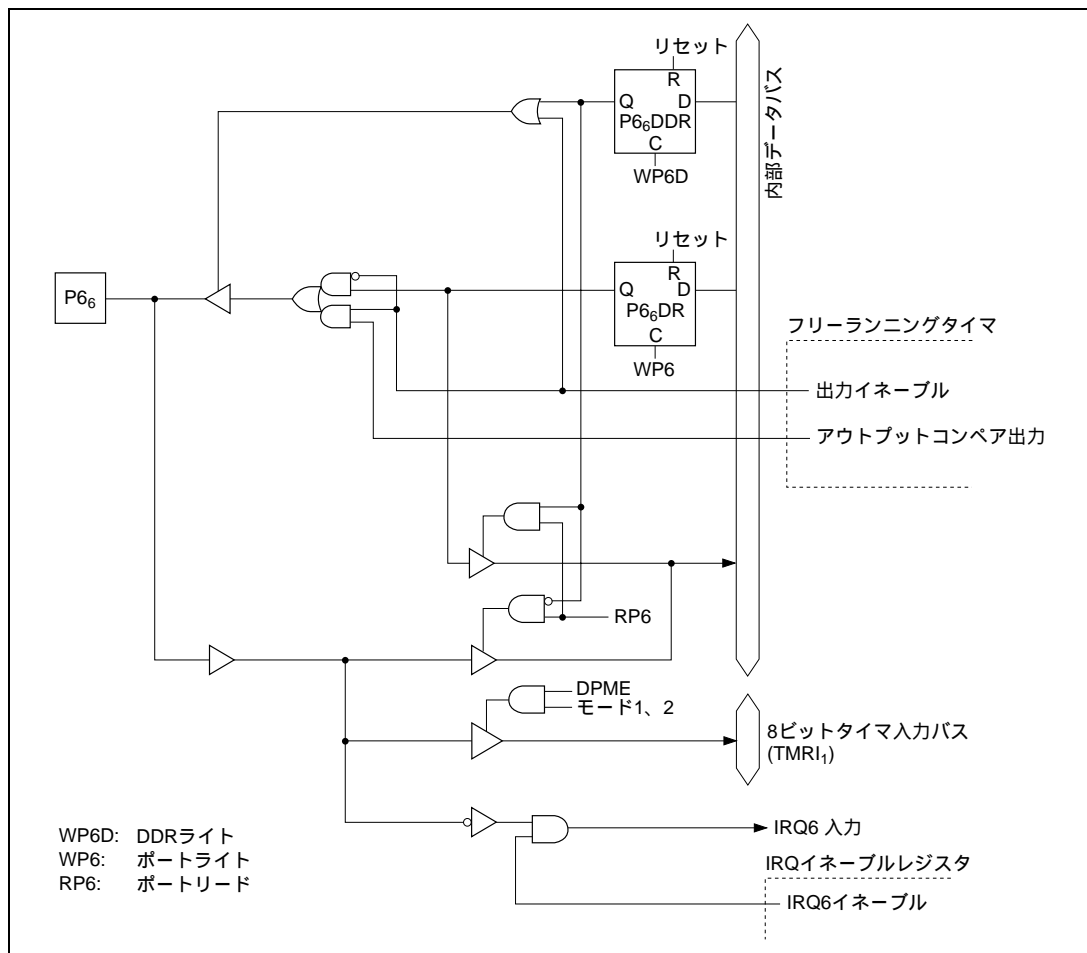 リセット
R
Q D
P6₆DDR
C
WP6D
内部データバス
リセット
R
Q D
P6₆DR
C
WP6
P6₆
フリーランニングタイマ
出力イネーブル
アウトプットコンペア出力
RP6
DPME
モード1、2
8ビットタイマ入力バス
(TMRI₁)
IRQ6 入力
IRQイネーブルレジスタ
IRQ6イネーブル
WP6D: DDRライト
WP6: ポートライト
RP6: ポートリード